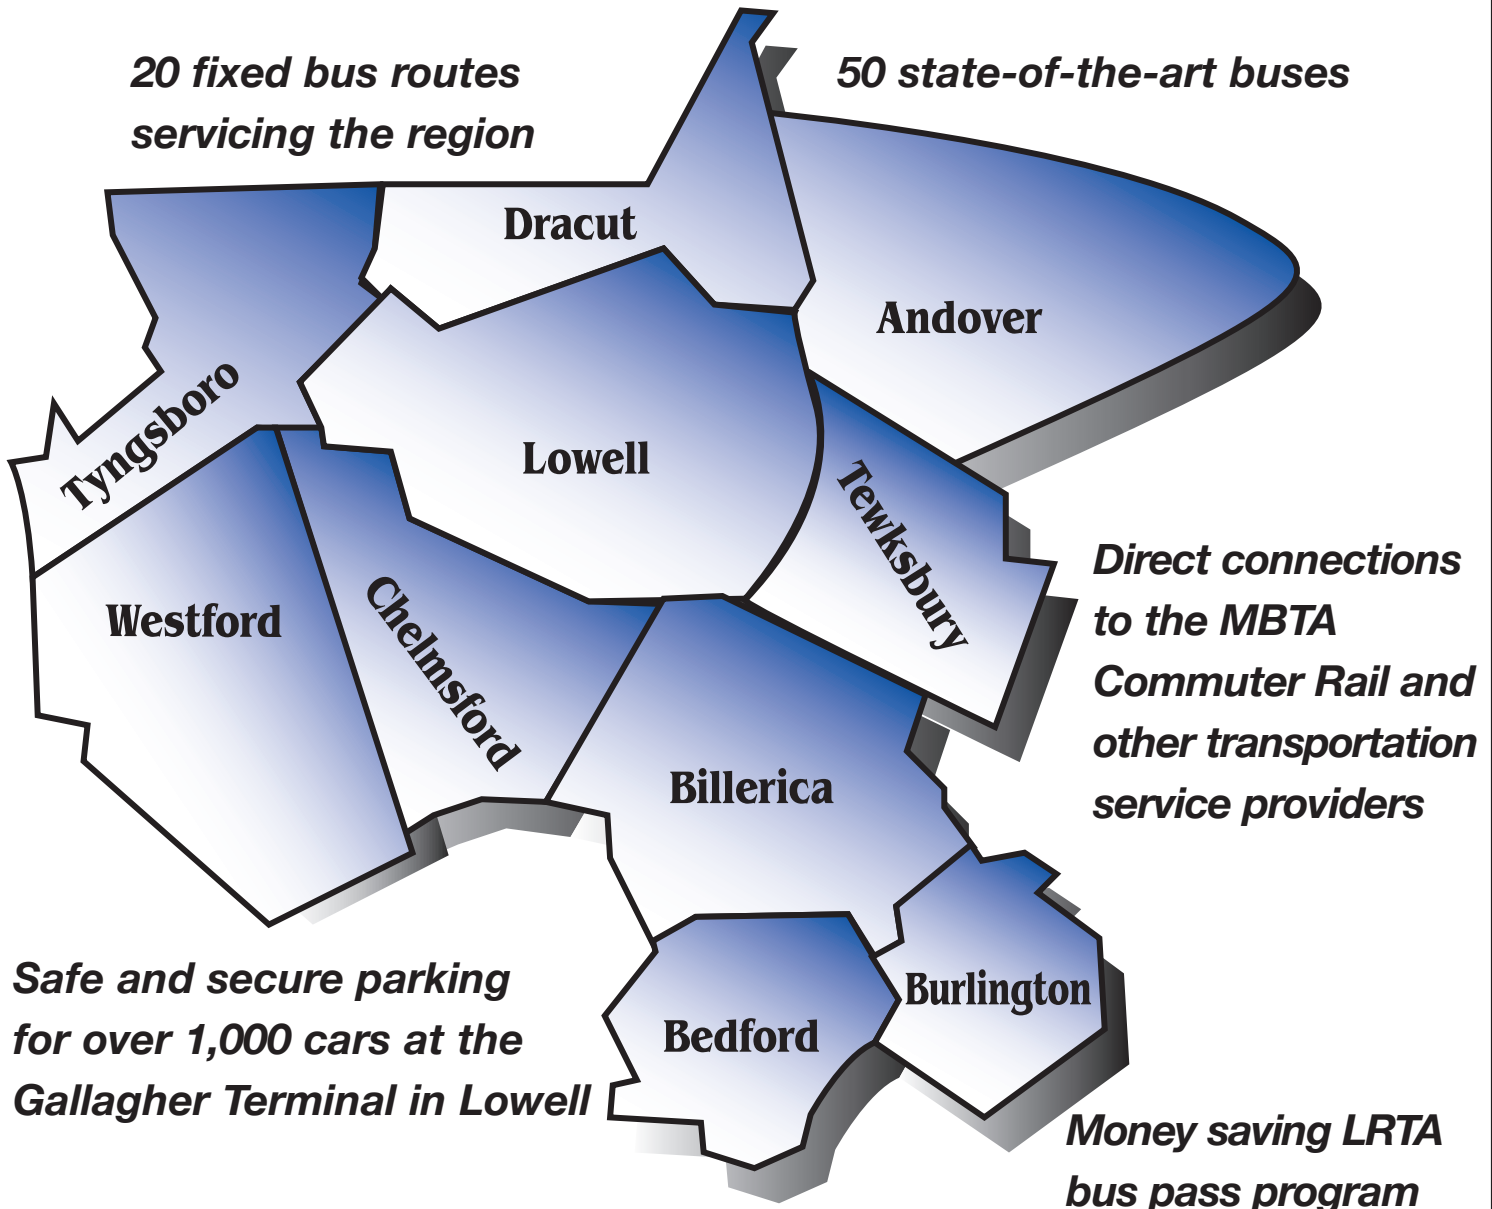 20 fixed bus routes
servicing the region
50 state-of-the-art buses
Dracut
Andover
Tyngsboro
Lowell
Tewksbury
Westford
Chelmsford
Direct connections
to the MBTA
Commuter Rail and
other transportation
service providers
Billerica
Safe and secure parking
for over 1,000 cars at the
Gallagher Terminal in Lowell
Burlington
Bedford
Money saving LRTA
bus pass program